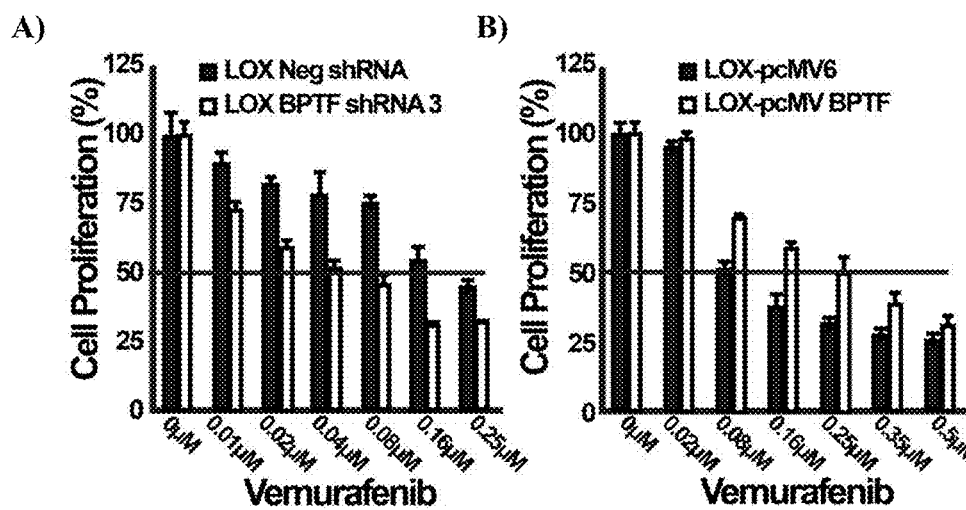 A)
125
100
75
50
25
0
Cell Proliferation (%)
LOX Neg shRNA
LOX BPTF shRNA 3
0µM
0.01µM
0.02µM
0.04µM
0.08µM
0.16µM
0.25µM
Vemurafenib
B)
125
100
75
50
25
0
Cell Proliferation (%)
LOX-pcMV6
LOX-pcMV BPTF
0µM
0.02µM
0.08µM
0.16µM
0.25µM
0.35µM
0.5µM
Vemurafenib